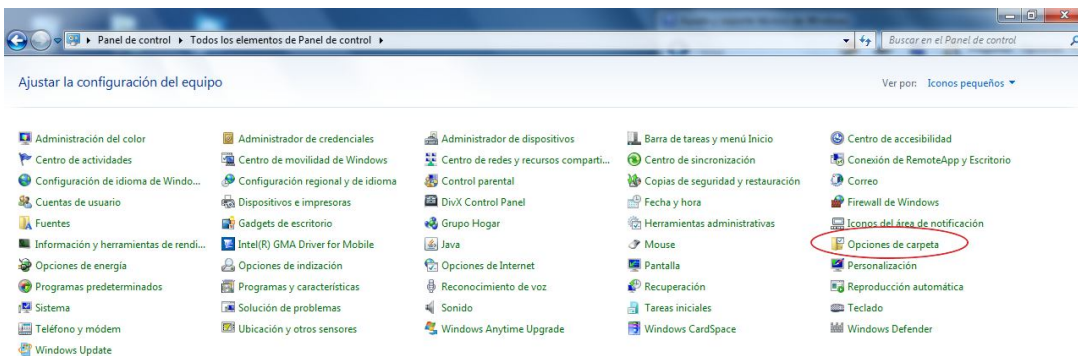 Panel de control ▸ Todos los elementos de Panel de control ▸
Buscar en el Panel de control
Ajustar la configuración del equipo
Ver por: Iconos pequeños
Administración del color
Administrador de credenciales
Administrador de dispositivos
Barra de tareas y menú Inicio
Centro de accesibilidad
Centro de actividades
Centro de movilidad de Windows
Centro de redes y recursos comparti...
Centro de sincronización
Conexión de RemoteApp y Escritorio
Configuración de idioma de Windo...
Configuración regional y de idioma
Control parental
Copias de seguridad y restauración
Correo
Cuentas de usuario
Dispositivos e impresoras
DivX Control Panel
Fecha y hora
Firewall de Windows
Fuentes
Gadgets de escritorio
Grupo Hogar
Herramientas administrativas
Iconos del área de notificación
Información y herramientas de rendi...
Intel(R) GMA Driver for Mobile
Java
Mouse
Opciones de carpeta
Opciones de energía
Opciones de indización
Opciones de Internet
Pantalla
Personalización
Programas predeterminados
Programas y características
Reconocimiento de voz
Recuperación
Reproducción automática
Sistema
Solución de problemas
Sonido
Tareas iniciales
Teclado
Teléfono y módem
Ubicación y otros sensores
Windows Anytime Upgrade
Windows CardSpace
Windows Defender
Windows Update